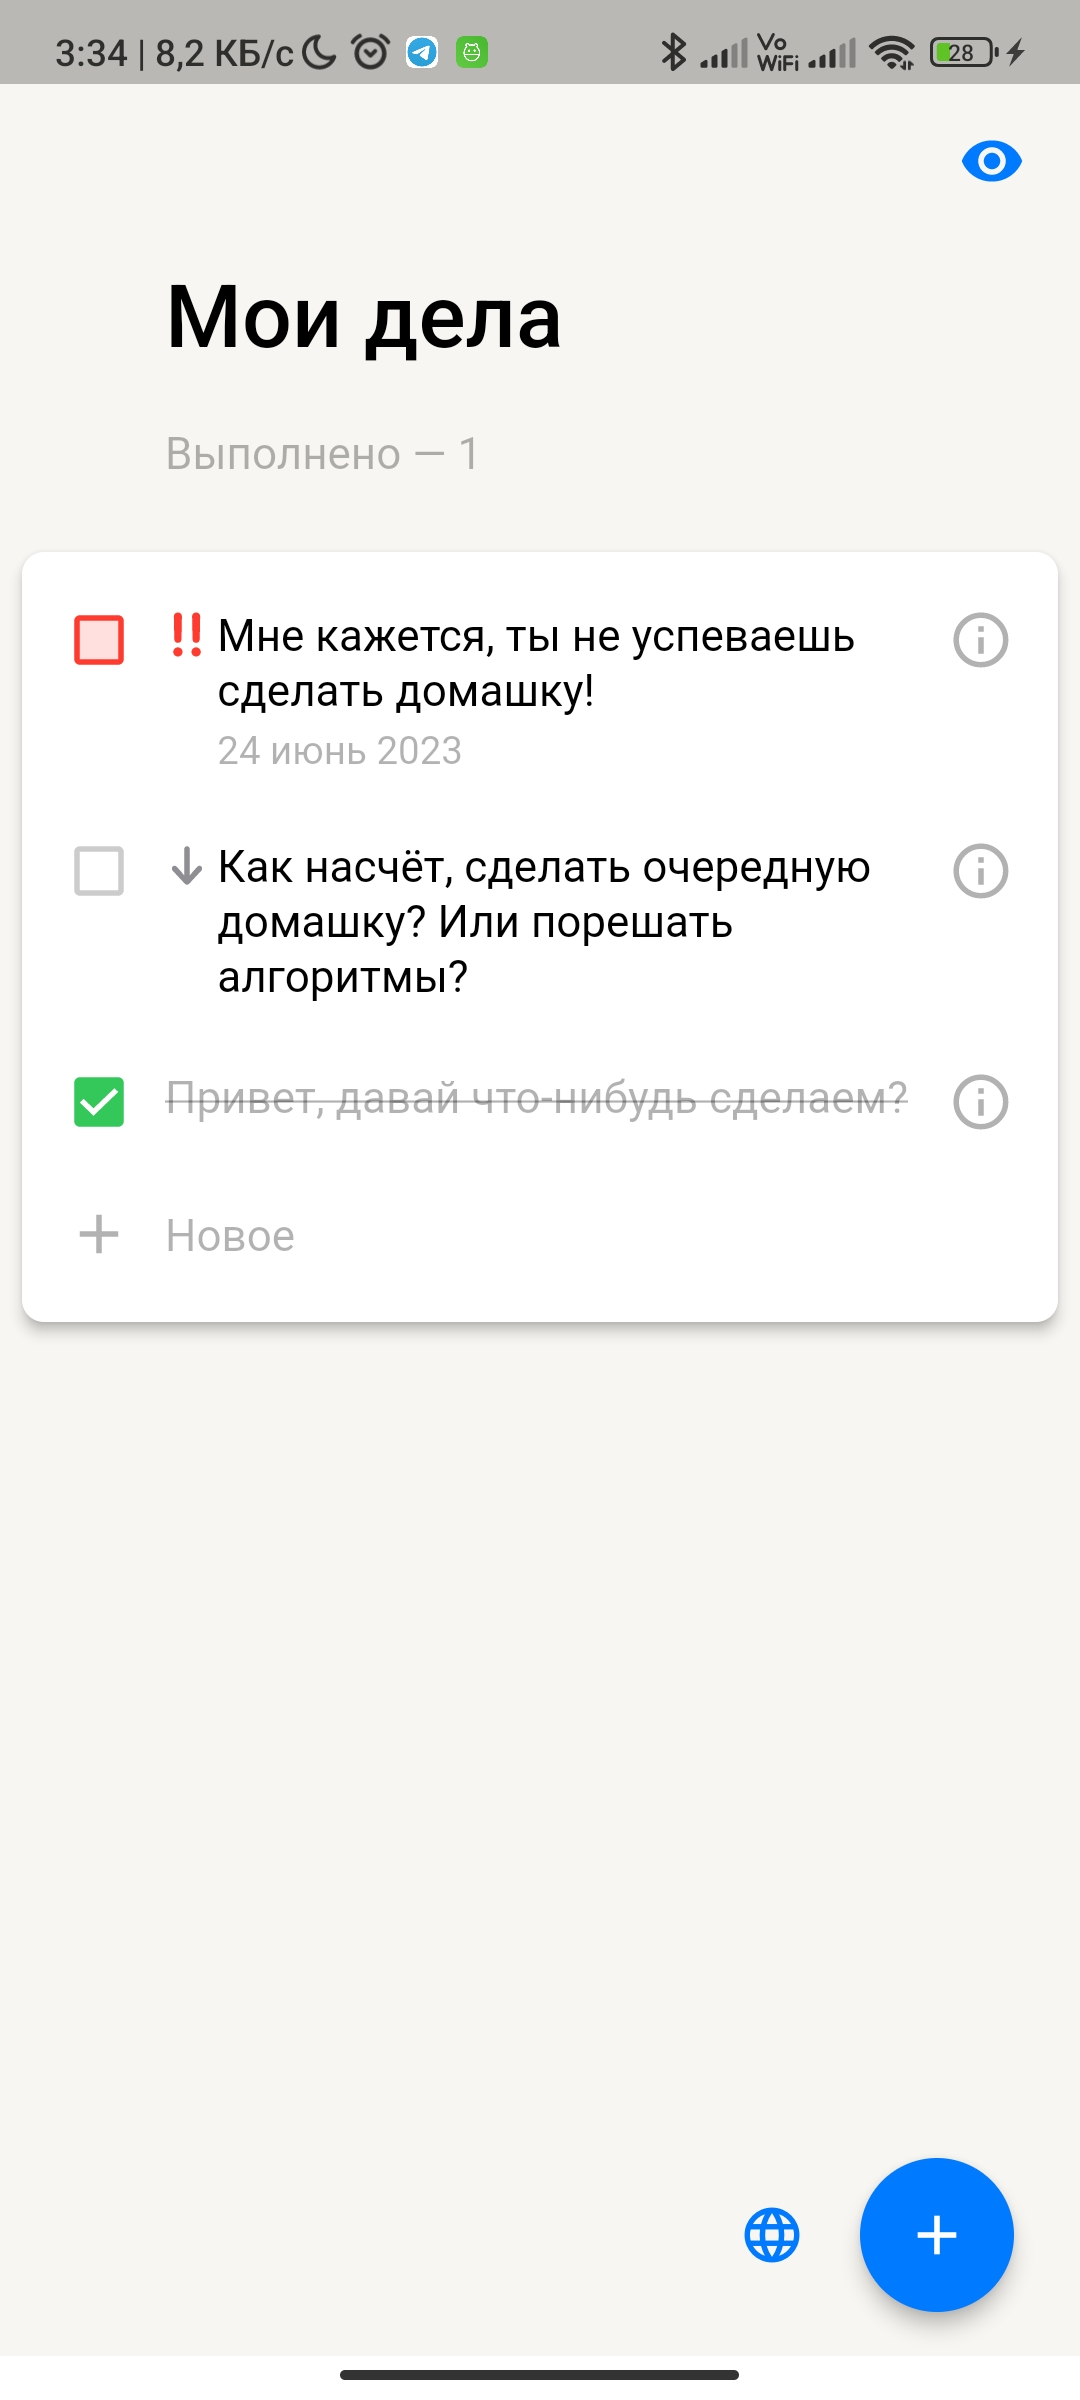 3:34 | 8,2 КБ/с
Vo
WiFi
28
Мои дела
Выполнено — 1
!! Мне кажется, ты не успеваешь
сделать домашку!
24 июнь 2023
Как насчёт, сделать очередную
домашку? Или порешать
алгоритмы?
Привет, давай что-нибудь сделаем?
Новое